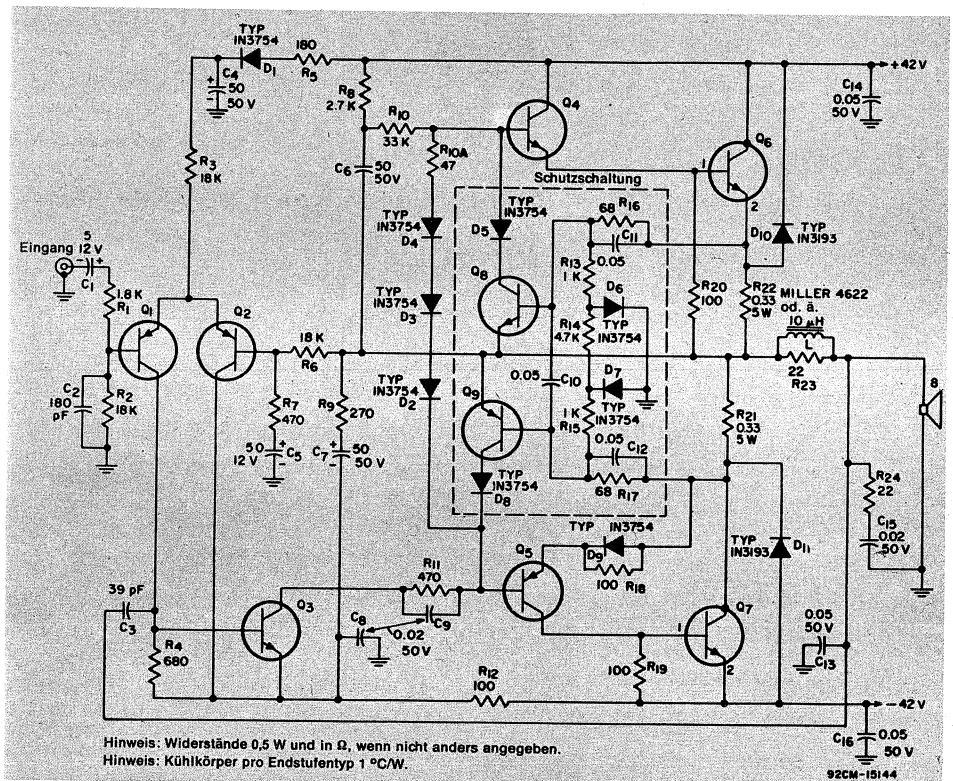 TYP
1N3754
D1
180
R5
+ C4
50
- 50 V
R8
2.7 K
R10
33 K
R10A
47
Q4
+42 V
C14
0.05
50 V
R3
18 K
C6
50
50 V
Q6
1
2
Schutzschaltung
TYP
1N3754
D4
TYP
1N3754
D5
68 R16
C11
0.05
TYP
1N3193
D10
Eingang
5
12 V
- +
C1
1.8 K
R1
Q1
Q2
Q8
R13
1 K
D6
TYP
1N3754
R20
100
R22
0.33
5 W
MILLER 4622
od. ä.
10 µH
L
22
R23
TYP
1N3754
D3
R14
4.7 K
18 K
R6
C2
180
pF
R2
18K
R7
470
R9
270
TYP
1N3754
D2
Q9
0.05
C10
D7
TYP
1N3754
1 K
R15
R21
0.33
5 W
8
50
12 V
+
-
C5
C7
+
-
50
50 V
TYP
1N3754
D8
0.05
C12
68 R17
R24
22
C15
0.02
50 V
TYP 1N3754
D9
100 R18
TYP
1N3193
D11
39 pF
C3
Q3
R11
470
C8
C9
0.02
50 V
Q5
Q7
1
2
0.05
50 V
C13
R4
680
R12
100
100
R19
-42 V
C16
0.05
50 V
Hinweis: Widerstände 0,5 W und in Ω, wenn nicht anders angegeben.
Hinweis: Kühlkörper pro Endstufentyp 1 °C/W.
92CM-15144